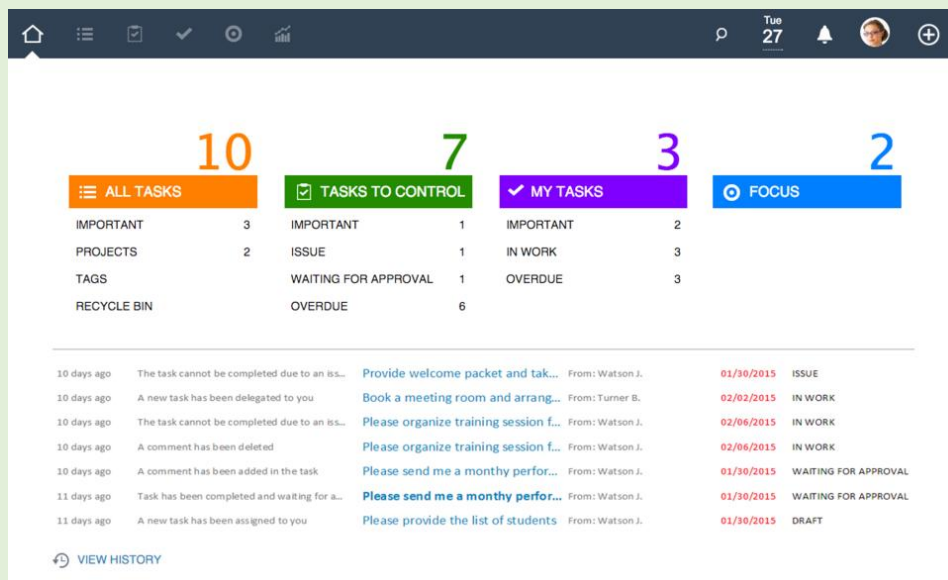 Tue
27
10 7 3 2
ALL TASKS TASKS TO CONTROL MY TASKS FOCUS
IMPORTANT 3 IMPORTANT 1 IMPORTANT 2
PROJECTS 2 ISSUE 1 IN WORK 3
TAGS WAITING FOR APPROVAL 1 OVERDUE 3
RECYCLE BIN OVERDUE 6
10 days ago The task cannot be completed due to an iss... Provide welcome packet and tak... From: Watson J. 01/30/2015 ISSUE
10 days ago A new task has been delegated to you Book a meeting room and arrang... From: Turner B. 02/02/2015 IN WORK
10 days ago The task cannot be completed due to an iss... Please organize training session f... From: Watson J. 02/06/2015 IN WORK
10 days ago A comment has been deleted Please organize training session f... From: Watson J. 02/06/2015 IN WORK
10 days ago A comment has been added in the task Please send me a monthy perfor... From: Watson J. 01/30/2015 WAITING FOR APPROVAL
11 days ago Task has been completed and waiting for a... Please send me a monthy perfor... From: Watson J. 01/30/2015 WAITING FOR APPROVAL
11 days ago A new task has been assigned to you Please provide the list of students From: Watson J. 01/30/2015 DRAFT
VIEW HISTORY